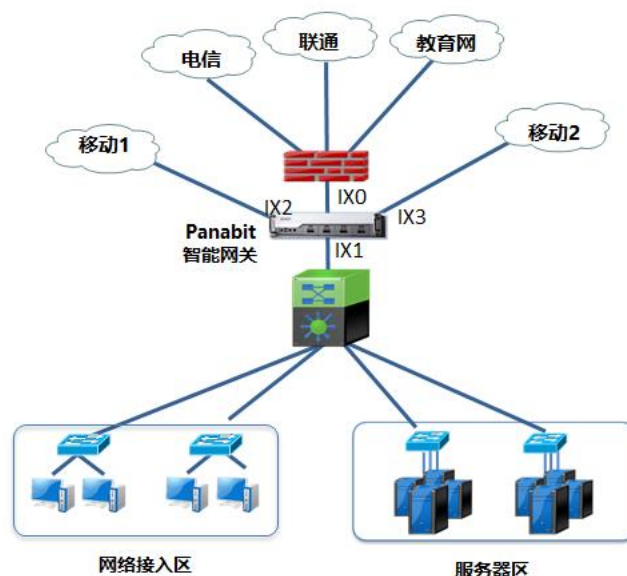 联通
电信
教育网
移动1
移动2
IX0
IX2
IX3
Panabit
智能网关
IX1
网络接入区
服务器区